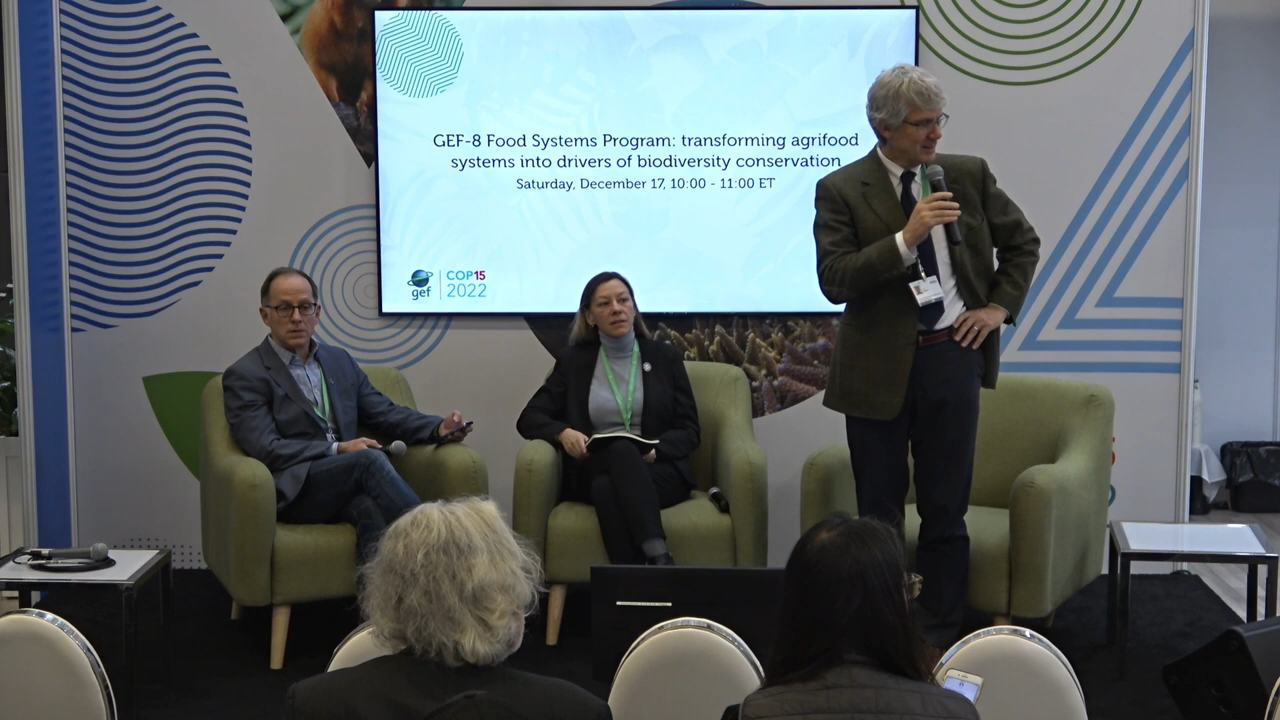 GEF-8 Food Systems Program: transforming agrifood
systems into drivers of biodiversity conservation
Saturday, December 17, 10:00 - 11:00 ET
gef
COP15
2022